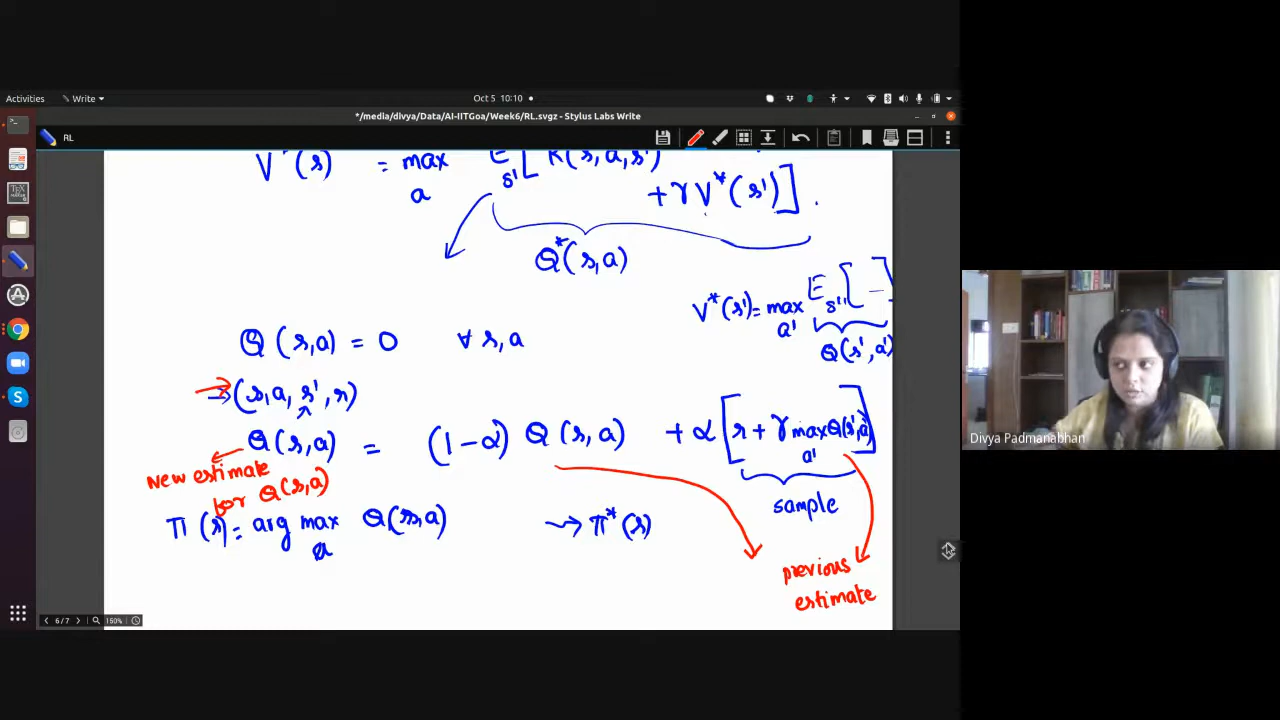 Activities
Write
Oct 5 10:10
*/media/divya/Data/AI-IITGoa/Week6/RL.svgz - Stylus Labs Write
RL
V*(s) = max E [ R(s,a,s')
a s'
+ γ V*(s') ] .
Q*(s,a)
V*(s') = max E [ — ]
a' s''
Q(s',a')
Q(s,a) = 0 ∀ s,a
→ (s,a,s',r)
Q(s,a) = (1-α) Q(s,a) + α [ r + γ max Q(s',a') ]
a'
New estimate
for Q(s,a)
sample
Π(s) = arg max Q(s,a) ⇝ Π*(s)
a
previous
estimate
Divya Padmanabhan
6/7
150%